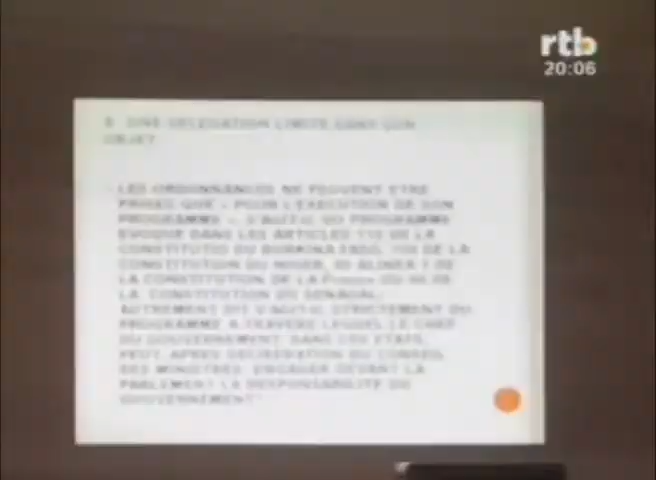 rtb
20:06
UNE DELEGATION LIMITE DANS SON
OBJET
LES ORDONNANCES NE PEUVENT ETRE
PRISES QUE « POUR L'EXECUTION DE SON
PROGRAMME ». S'AGIT-IL DU PROGRAMME
EVOQUE DANS LES ARTICLES DE LA
CONSTITUTION DU BURKINA FASO, DE LA
CONSTITUTION DU NIGER, ALINEA DE
LA CONSTITUTION DE LA France DE
LA CONSTITUTION DU SENEGAL.
AUTREMENT DIT S'AGIT-IL STRICTEMENT DU
PROGRAMME A TRAVERS LEQUEL LE CHEF
DU GOUVERNEMENT, DANS CES ETATS,
PEUT, APRES DELIBERATION DU CONSEIL
DES MINISTRES, ENGAGER DEVANT LA
PARLEMENT LA RESPONSABILITE DU
GOUVERNEMENT